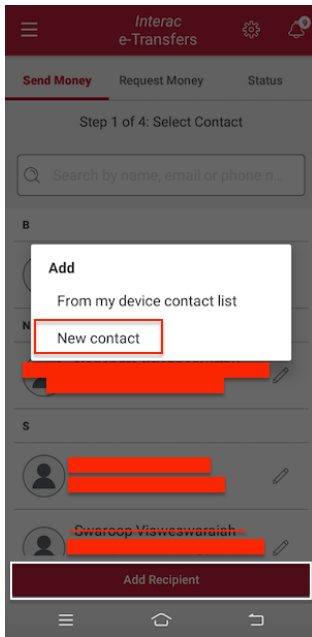 Interac
e-Transfers
Send Money Request Money Status
Step 1 of 4: Select Contact
Search by name, email or phone n...
B
Add
From my device contact list
N
New contact
S
Swaroop Visweswaraiah
Add Recipient